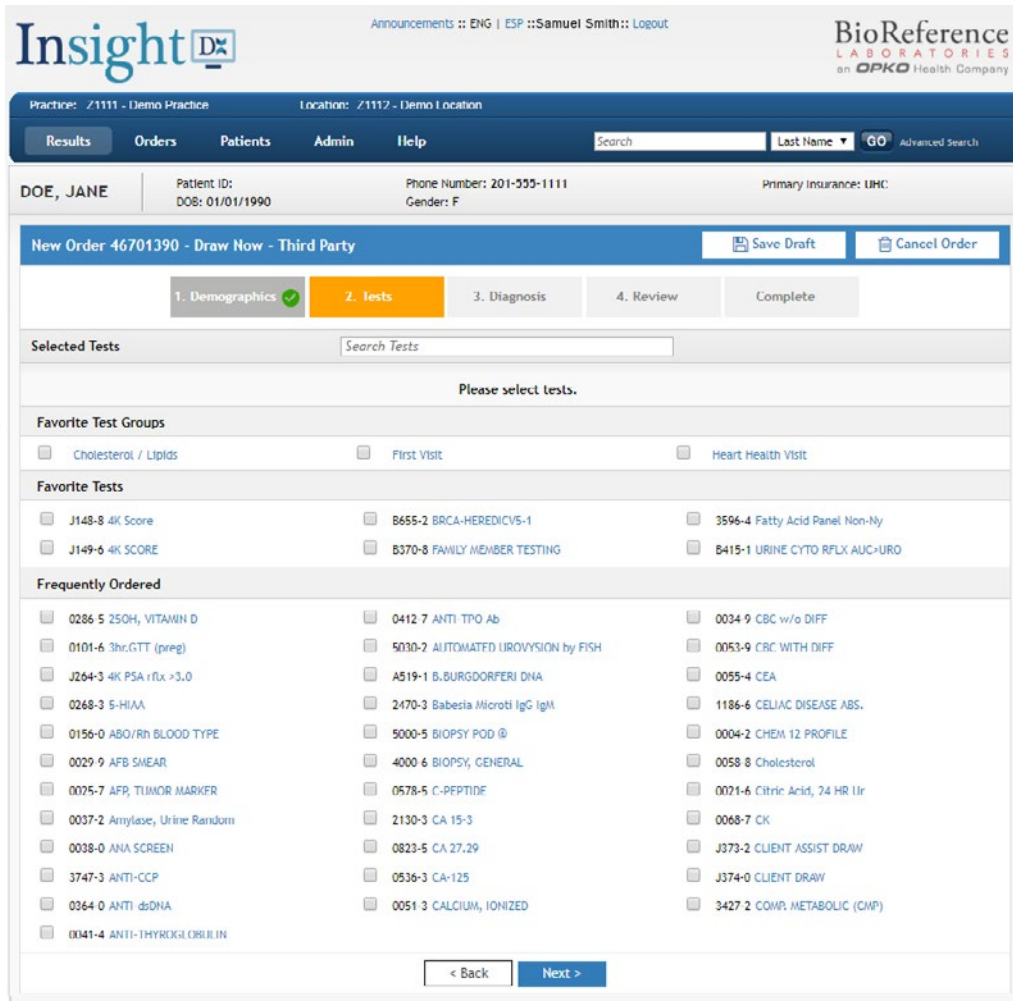 Announcements :: ENG | ESP ::Samuel Smith:: Logout
Insight Dx
BioReference
LABORATORIES
an OPKO Health Company
Practice: Z1111 - Demo Practice Location: Z1112 - Demo Location
Results Orders Patients Admin Help Search Last Name ▼ GO Advanced Search
DOE, JANE
Patient ID: Phone Number: 201-555-1111 Primary Insurance: UHC
DOB: 01/01/1990 Gender: F
New Order 46701390 - Draw Now - Third Party Save Draft Cancel Order
1. Demographics 2. Tests 3. Diagnosis 4. Review Complete
Selected Tests Search Tests
Please select tests.
Favorite Test Groups
Cholesterol / Lipids First Visit Heart Health Visit
Favorite Tests
J148-8 4K Score B655-2 BRCA-HEREDICV5-1 3596-4 Fatty Acid Panel Non-Ny
J149-6 4K SCORE B370-8 FAMILY MEMBER TESTING B415-1 URINE CYTO RFLX AUC>URO
Frequently Ordered
0286-5 25OH, VITAMIN D 0412-7 ANTI-TPO Ab 0034-9 CBC w/o DIFF
0101-6 3hr.GTT (preg) 5030-2 AUTOMATED UROVYSION by FISH 0053-9 CBC WITH DIFF
J264-3 4K PSA rflx >3.0 A519-1 B.BURGDORFERI DNA 0055-4 CEA
0268-3 5-HIAA 2470-3 Babesia Microti IgG IgM 1186-6 CELIAC DISEASE ABS.
0156-0 ABO/Rh BLOOD TYPE 5000-5 BIOPSY POD @ 0004-2 CHEM 12 PROFILE
0029-9 AFB SMEAR 4000-6 BIOPSY, GENERAL 0058-8 Cholesterol
0025-7 AFP, TUMOR MARKER 0578-5 C-PEPTIDE 0021-6 Citric Acid, 24 HR Ur
0037-2 Amylase, Urine Random 2130-3 CA 15-3 0068-7 CK
0038-0 ANA SCREEN 0823-5 CA 27.29 J373-2 CLIENT ASSIST DRAW
3747-3 ANTI-CCP 0536-3 CA-125 J374-0 CLIENT DRAW
0364-0 ANTI-dsDNA 0051-3 CALCIUM, IONIZED 3427-2 COMP. METABOLIC (CMP)
0041-4 ANTI-THYROGLOBULIN
< Back Next >